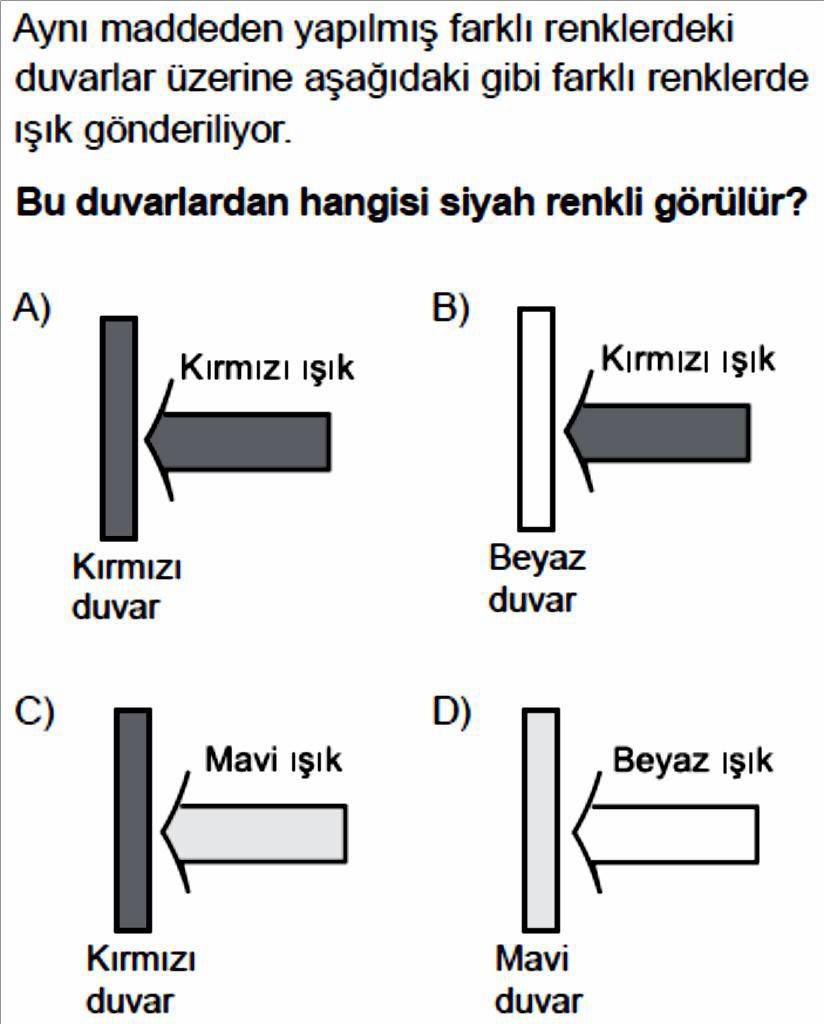 Aynı maddeden yapılmış farklı renklerdeki
duvarlar üzerine aşağıdaki gibi farklı renklerde
ışık gönderiliyor.
Bu duvarlardan hangisi siyah renkli görülür?
A)
Kırmızı ışık
Kırmızı
duvar
B)
Kırmızı ışık
Beyaz
duvar
C)
Mavi ışık
Kırmızı
duvar
D)
Beyaz ışık
Mavi
duvar